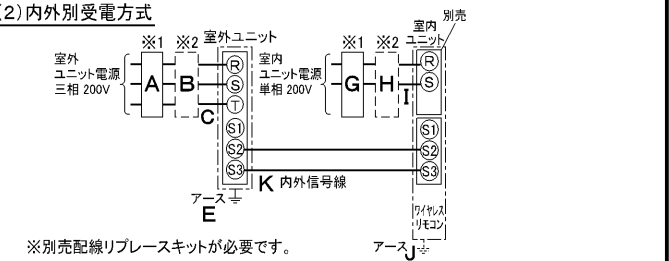 (2)内外別受電方式
※1 ※2 室外ユニット
室外
ユニット電源
三相 200V
A
B
C
R
S
T
S1
S2
S3
アース
E
※1 ※2
室内
ユニット電源
単相 200V
G
H
I
室内
ユニット
別売
R
S
S1
S2
S3
K 内外信号線
ワイヤレス
リモコン
アース
J
※別売配線リプレースキットが必要です。